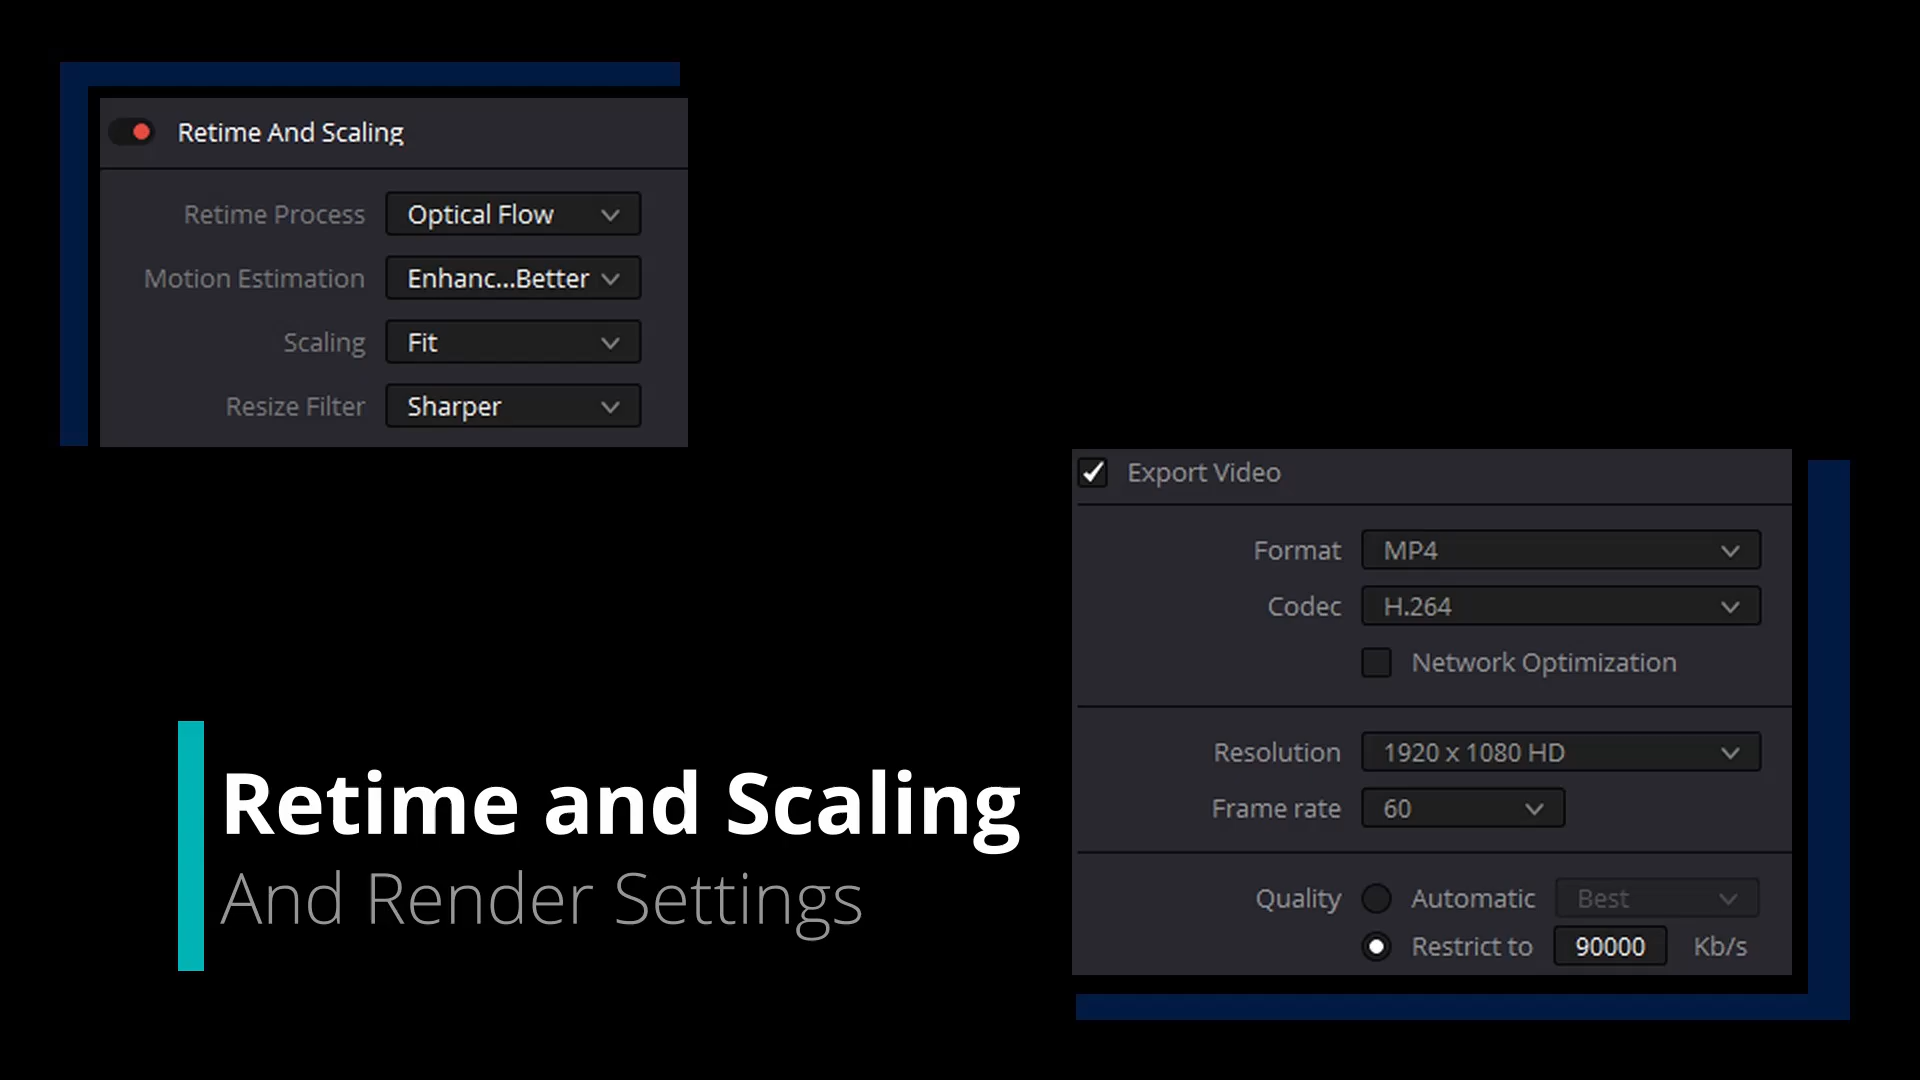 Retime And Scaling
Retime Process Optical Flow
Motion Estimation Enhanc...Better
Scaling Fit
Resize Filter Sharper
Export Video
Format MP4
Codec H.264
Network Optimization
Resolution 1920 x 1080 HD
Frame rate 60
Quality Automatic Best
Restrict to 90000 Kb/s
Retime and Scaling
And Render Settings